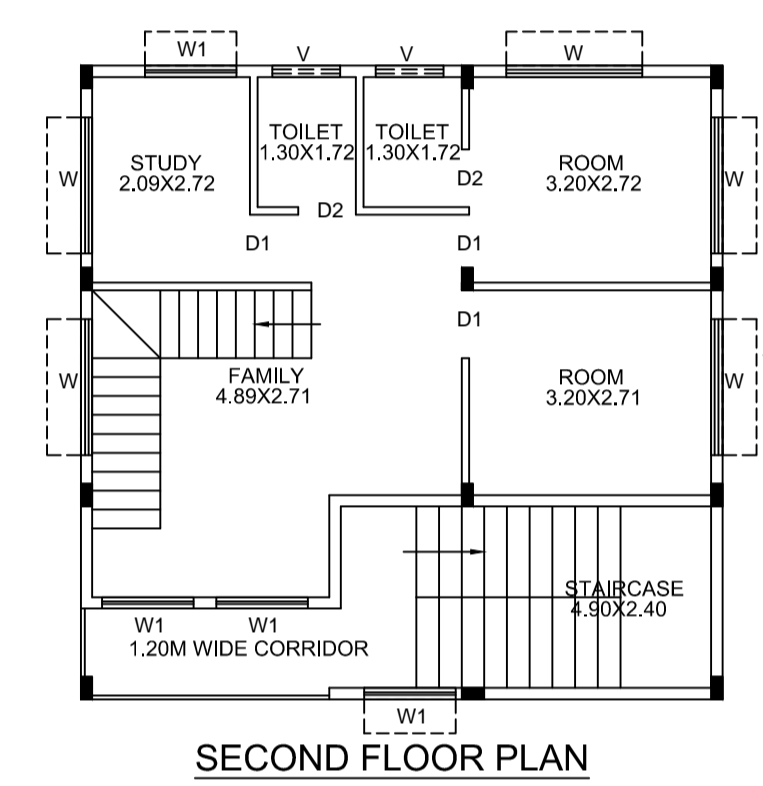 W1
V
V
W
STUDY
2.09X2.72
TOILET
1.30X1.72
TOILET
1.30X1.72
ROOM
3.20X2.72
W
W
D2
D2
D1
D1
D1
W
FAMILY
4.89X2.71
ROOM
3.20X2.71
W
STAIRCASE
4.90X2.40
W1
W1
1.20M WIDE CORRIDOR
W1
SECOND FLOOR PLAN